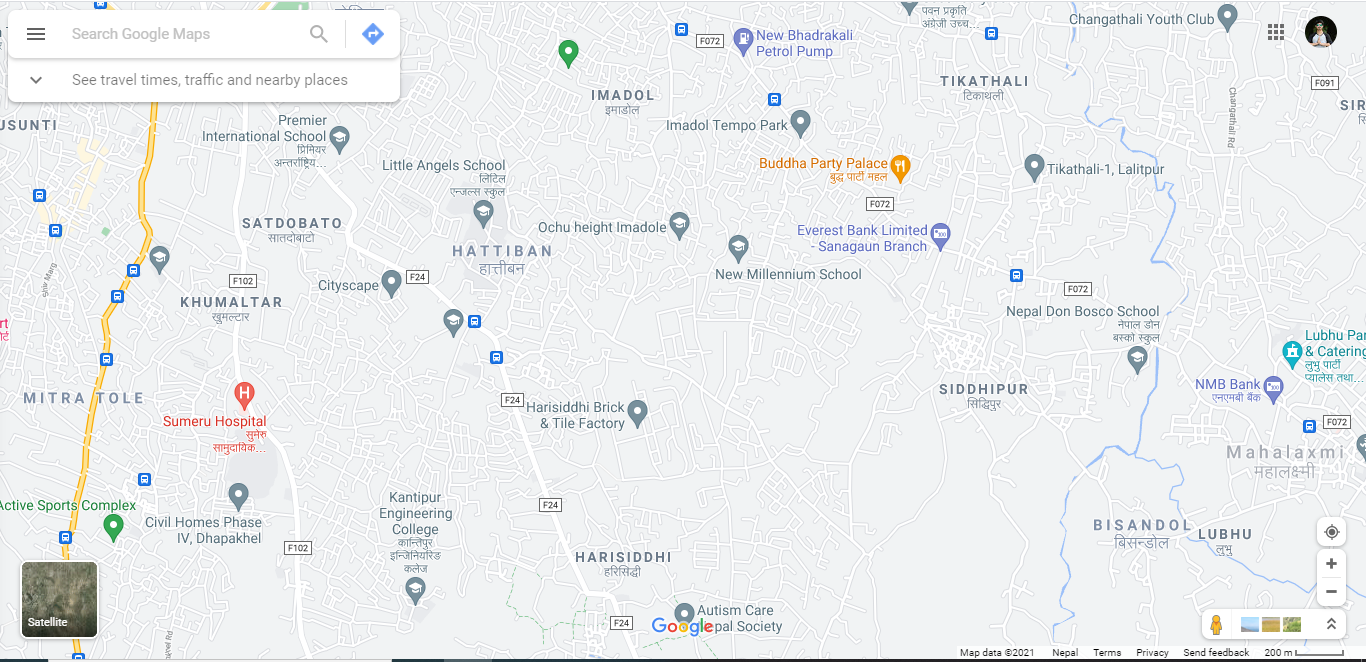 Search Google Maps
See travel times, traffic and nearby places
F072
New Bhadrakali
Petrol Pump
पवन प्रकृति
अंग्रेजी उच्च...
Changathali Youth Club
IMADOL
इमाडोल
TIKATHALI
टिकाथली
F091
SIR
USUNTI
Premier
International School
प्रिमियर
अन्तर्राष्ट्रिय...
Imadol Tempo Park
Changathali Rd
Little Angels School
लिटिल
एन्जल्स स्कुल
Buddha Party Palace
बुद्ध पार्टी महल
Tikathali-1, Lalitpur
F072
SATDOBATO
सातदोबाटो
Ochu height Imadole
Everest Bank Limited
- Sanagaun Branch
HATTIBAN
हात्तीबन
New Millennium School
F102
F24
Cityscape
F072
KHUMALTAR
खुमल्टार
Nepal Don Bosco School
नेपाल डोन
बस्को स्कुल
Lubhu Par
& Catering
लुभु पार्टी
प्यालेस तथा...
NMB Bank
एनएमबी बैंक
MITRA TOLE
SIDDHIPUR
सिद्धिपुर
F24
Harisiddhi Brick
& Tile Factory
Sumeru Hospital
सुमेरु
सामुदायिक...
F072
Mahalaxmi
महालक्ष्मी
Active Sports Complex
Kantipur
Engineering
College
कान्तिपुर
इन्जिनियरिङ
कलेज
F24
Civil Homes Phase
IV, Dhapakhel
BISANDOL
बिसन्डोल
LUBHU
लुभु
F102
HARISIDDHI
हरिसिद्धी
Satellite
F24
Autism Care
Nepal Society
Google
Map data ©2021 Nepal Terms Privacy Send feedback 200 m